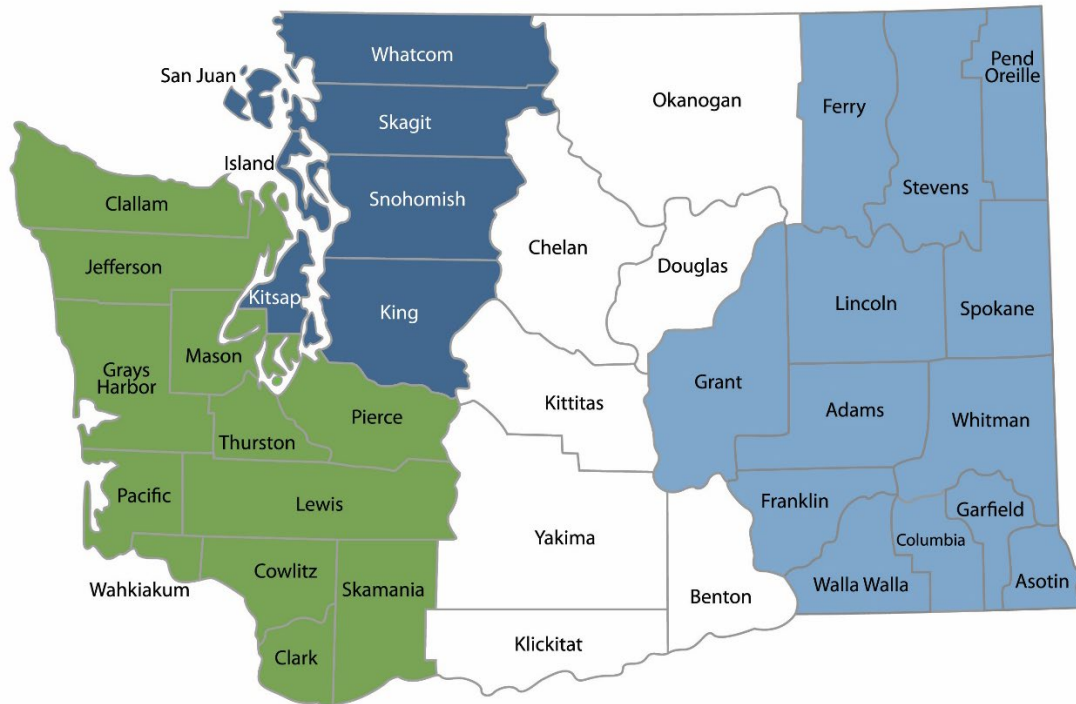 Whatcom
San Juan
Pend
Oreille
Okanogan
Ferry
Skagit
Island
Stevens
Snohomish
Clallam
Chelan
Douglas
Jefferson
Kitsap
King
Lincoln
Spokane
Mason
Grays
Harbor
Grant
Kittitas
Adams
Pierce
Whitman
Thurston
Pacific
Lewis
Franklin
Garfield
Yakima
Columbia
Cowlitz
Wahkiakum
Skamania
Walla Walla
Asotin
Benton
Klickitat
Clark